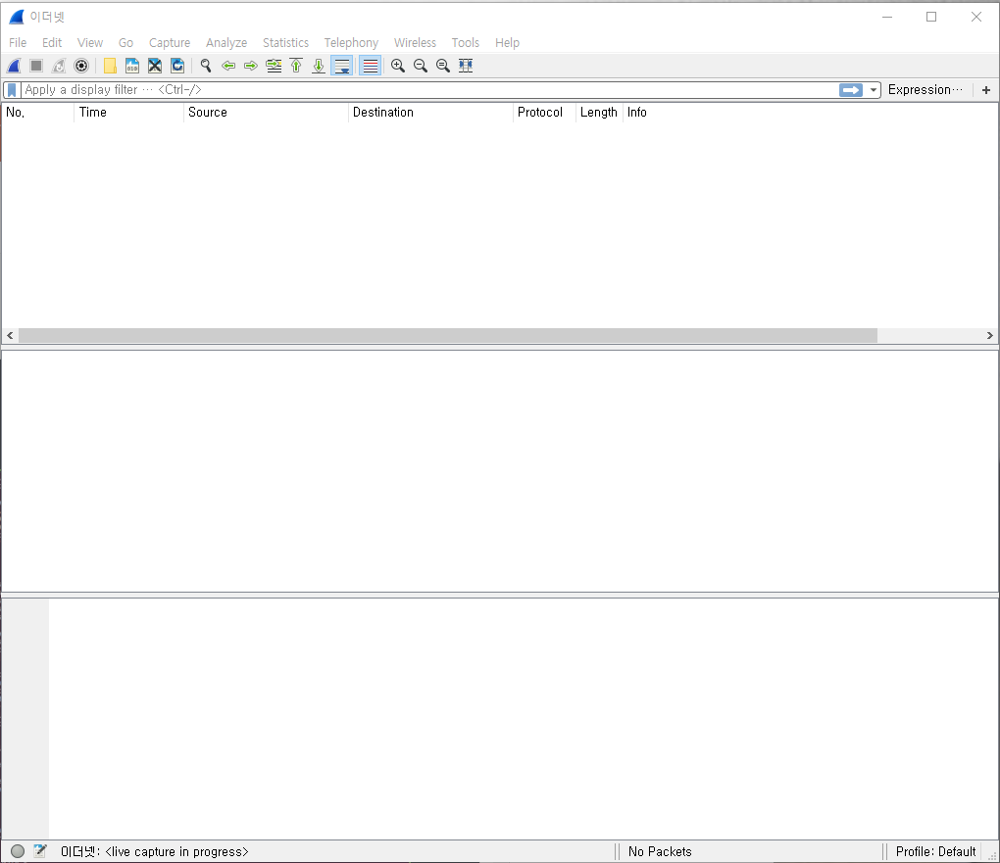 이더넷
File Edit View Go Capture Analyze Statistics Telephony Wireless Tools Help
Apply a display filter ··· <Ctrl-/> Expression···  +
No. Time Source Destination Protocol Length Info
이더넷: <live capture in progress> No Packets Profile: Default